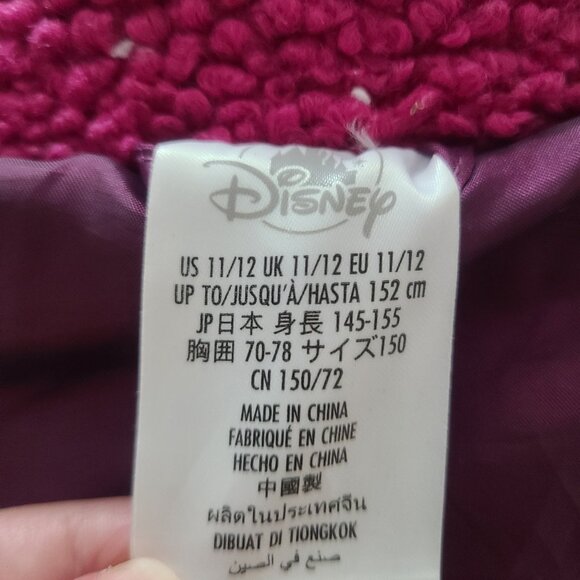 Disney
US 11/12 UK 11/12 EU 11/12
UP TO/JUSQU'À/HASTA 152 cm
JP日本 身長 145-155
胸囲 70-78 サイズ150
CN 150/72
MADE IN CHINA
FABRIQUÉ EN CHINE
HECHO EN CHINA
中國製
ผลิตในประเทศจีน
DIBUAT DI TIONGKOK
صنع في الصين